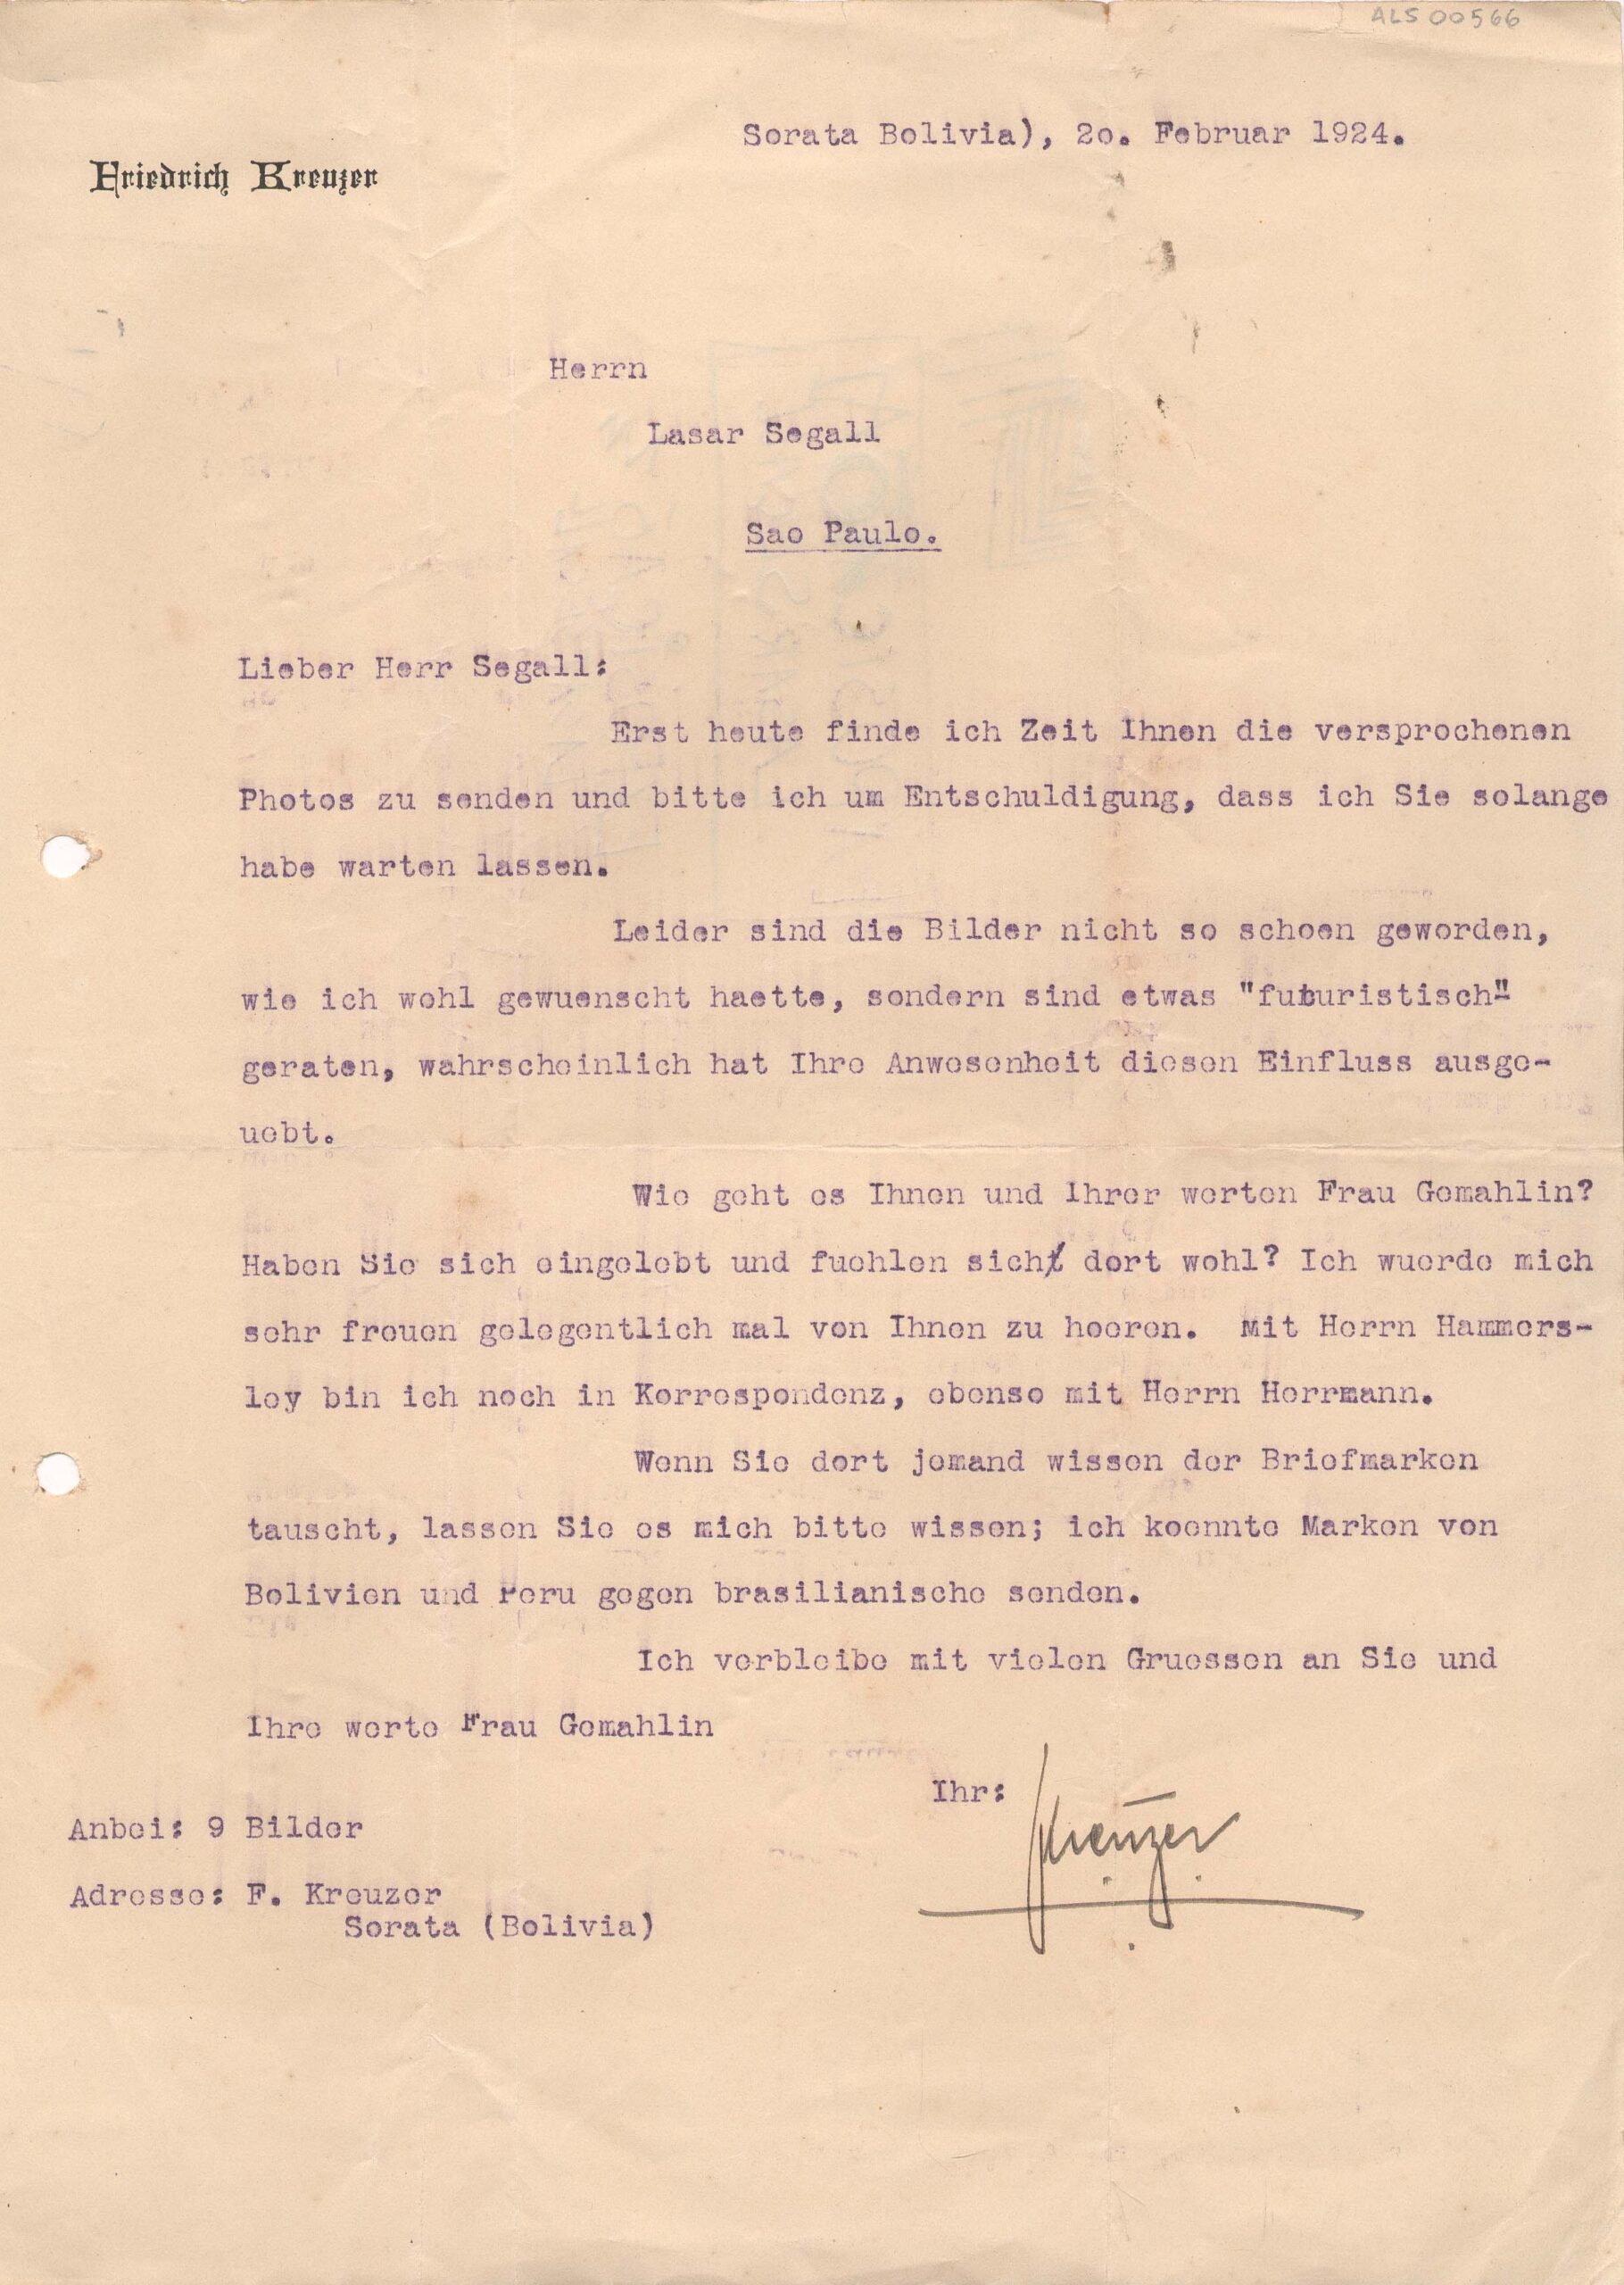 ALS 00566
Sorata Bolivia), 2o. Februar 1924.
Friedrich Kreuzer
Herrn
Lasar Segall
Sao Paulo.
Lieber Herr Segall:
Erst heute finde ich Zeit Ihnen die versprochenen
Photos zu senden und bitte ich um Entschuldigung, dass ich Sie solange
habe warten lassen.
Leider sind die Bilder nicht so schoen geworden,
wie ich wohl gewuenscht haette, sondern sind etwas "futuristisch"
geraten, wahrscheinlich hat Ihre Anwesenheit diesen Einfluss ausge-
uebt.
Wie geht es Ihnen und Ihrer werten Frau Gemahlin?
Haben Sie sich eingelebt und fuehlen sich dort wohl? Ich wuerde mich
sehr freuen gelegentlich mal von Ihnen zu hoeren. Mit Herrn Hammers-
ley bin ich noch in Korrespondenz, ebenso mit Herrn Herrmann.
Wenn Sie dort jemand wissen der Briefmarken
tauscht, lassen Sie es mich bitte wissen; ich koennte Marken von
Bolivien und Peru gegen brasilianische senden.
Ich verbleibe mit vielen Gruessen an Sie und
Ihre werte Frau Gemahlin
Ihr:
Kreuzer
Anbei: 9 Bilder
Adresse: F. Kreuzer
Sorata (Bolivia)